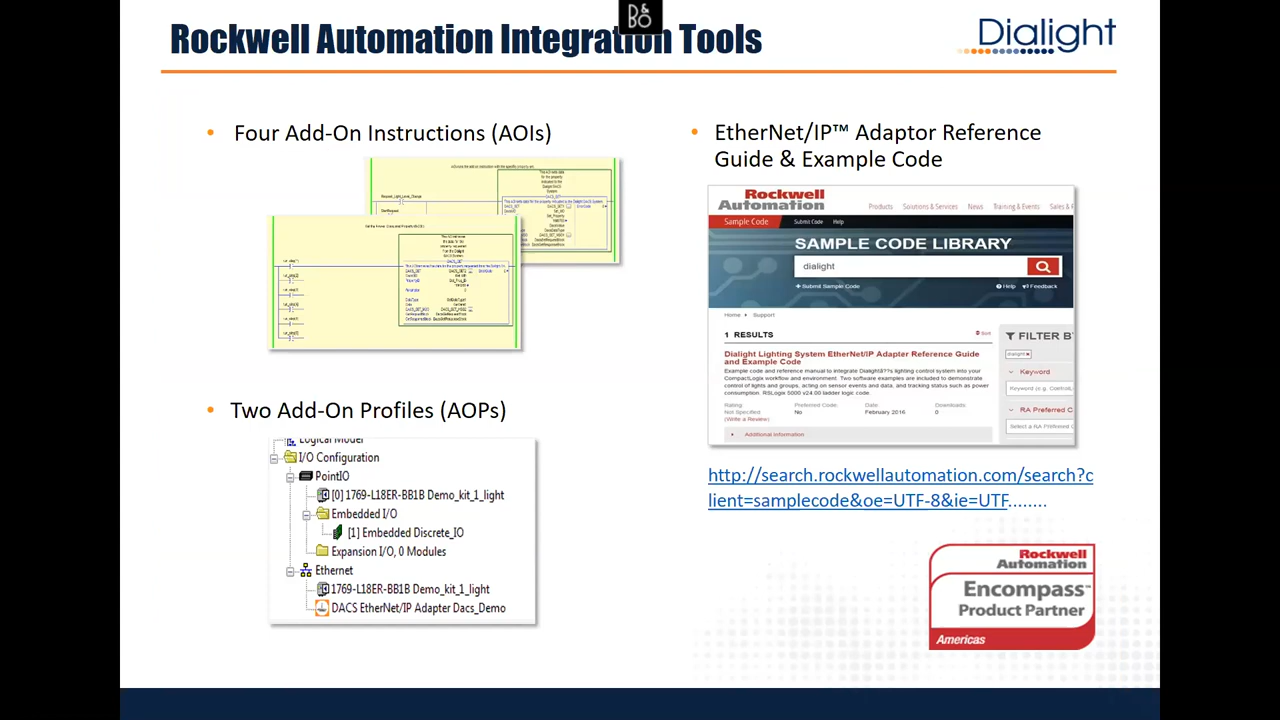 B&O
Rockwell Automation Integration Tools
Dialight
• Four Add-On Instructions (AOIs)
• Two Add-On Profiles (AOPs)
Logical Model
I/O Configuration
PointIO
[0] 1769-L18ER-BB1B Demo_kit_1_light
Embedded I/O
[1] Embedded Discrete_IO
Expansion I/O, 0 Modules
Ethernet
1769-L18ER-BB1B Demo_kit_1_light
DACS EtherNet/IP Adapter Dacs_Demo
• EtherNet/IP™ Adaptor Reference
Guide & Example Code
Rockwell
Automation
Products Solutions & Services News Training & Events Sales &
Sample Code Submit Code Help
SAMPLE CODE LIBRARY
dialight
Submit Sample Code Help Feedback
Home Support
1 RESULTS Sort
FILTER B
dialight
Dialight Lighting System EtherNet/IP Adapter Reference Guide
and Example Code
Example code and reference manual to integrate Dialightâ??s lighting control system into your
CompactLogix workflow and environment. Two software examples are included to demonstrate
control of lights and groups, acting on sensor events and data, and tracking status such as power
consumption. RSLogix 5000 v24.00 ladder logic code.
Keyword
Keyword (e.g. ControlL
RA Preferred C
Select a RA Preferred
Rating: Preferred Code: Date: Downloads:
Not Specified No February 2016 0
(Write a Review)
Additional Information
http://search.rockwellautomation.com/search?c
lient=samplecode&oe=UTF-8&ie=UTF........
Rockwell
Automation
Encompass™
Product Partner
Americas